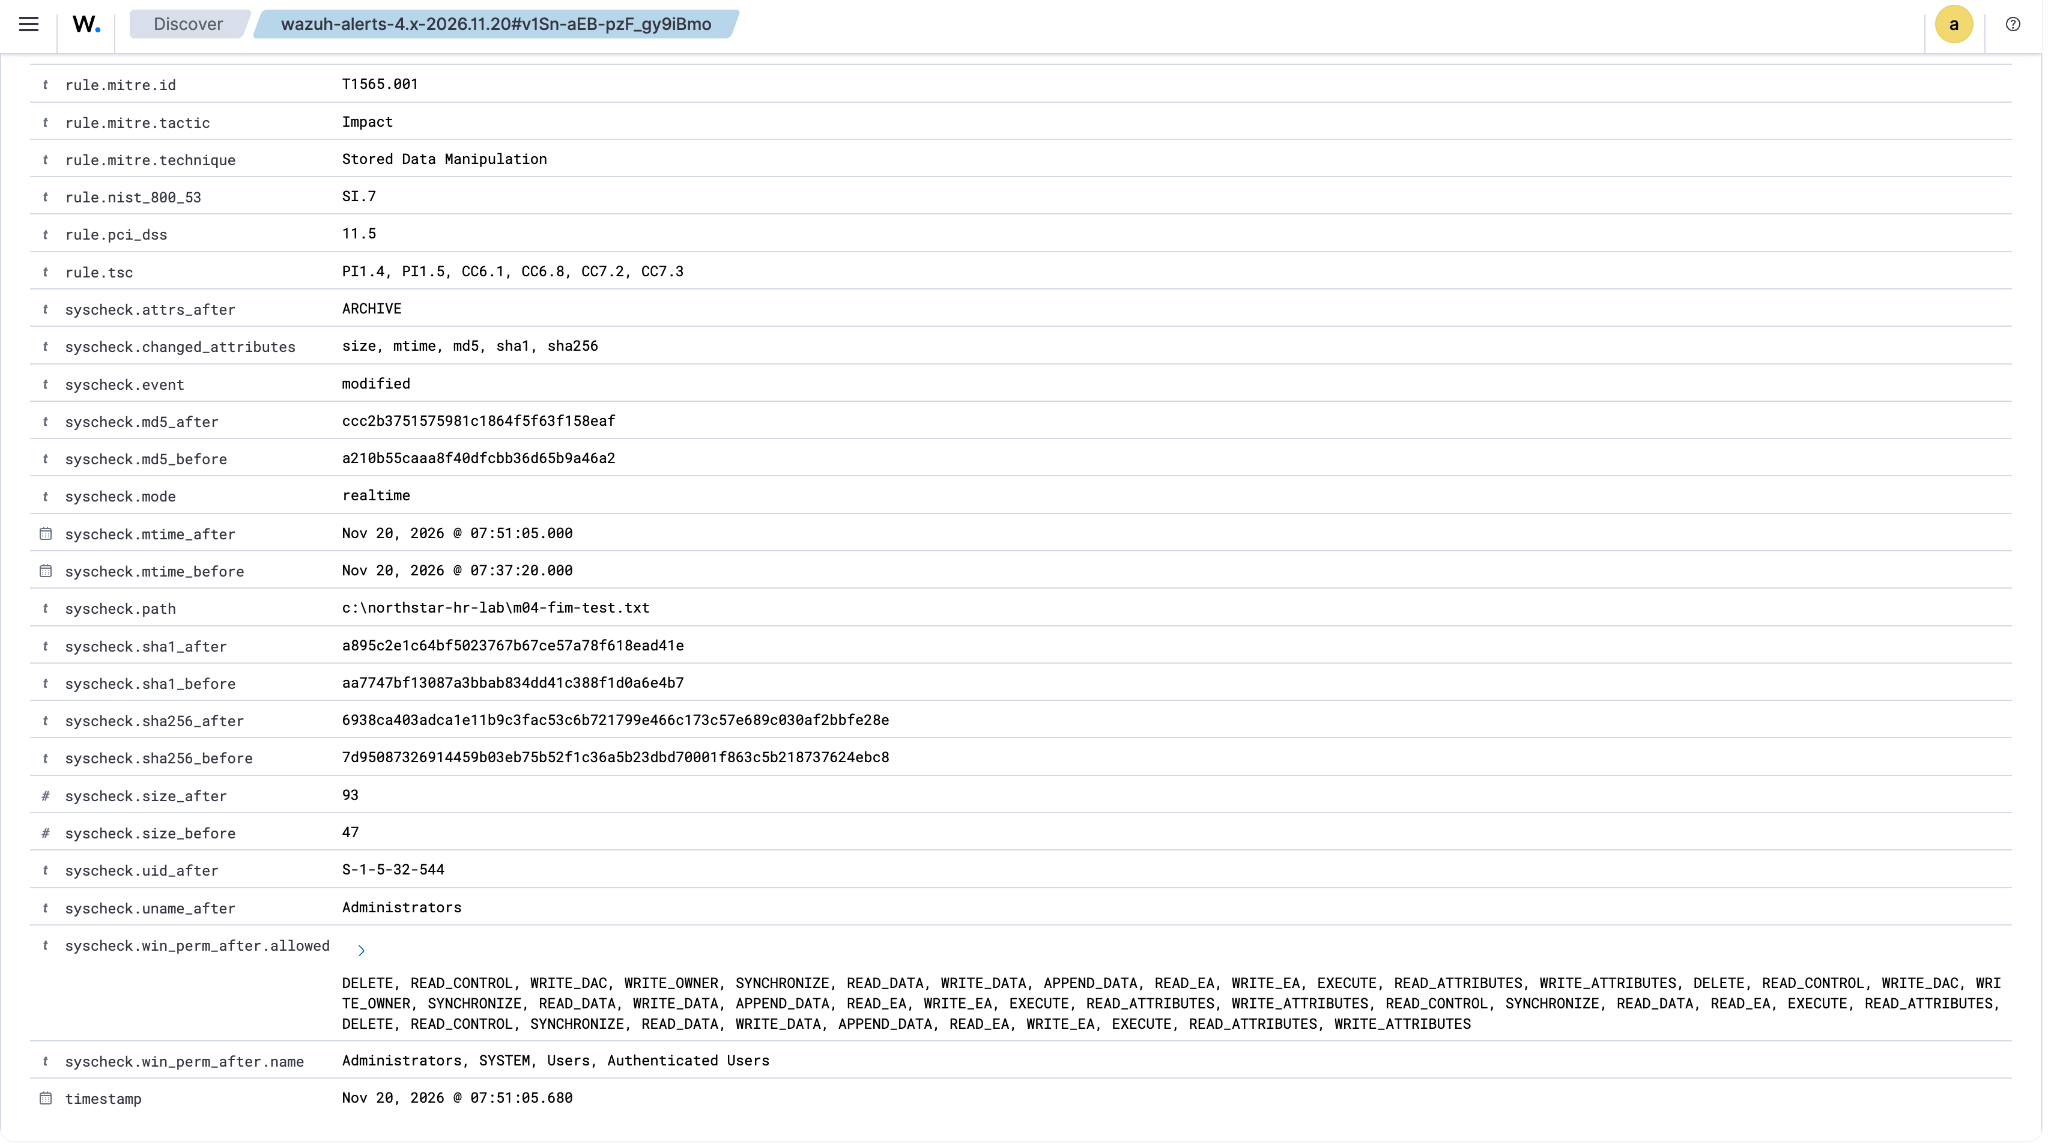 W. Discover wazuh-alerts-4.x-2026.11.20#v1Sn-aEB-pzF_gy9iBmo a ?
t rule.mitre.id T1565.001
t rule.mitre.tactic Impact
t rule.mitre.technique Stored Data Manipulation
t rule.nist_800_53 SI.7
t rule.pci_dss 11.5
t rule.tsc PI1.4, PI1.5, CC6.1, CC6.8, CC7.2, CC7.3
t syscheck.attrs_after ARCHIVE
t syscheck.changed_attributes size, mtime, md5, sha1, sha256
t syscheck.event modified
t syscheck.md5_after ccc2b3751575981c1864f5f63f158eaf
t syscheck.md5_before a210b55caaa8f40dfcbb36d65b9a46a2
t syscheck.mode realtime
syscheck.mtime_after Nov 20, 2026 @ 07:51:05.000
syscheck.mtime_before Nov 20, 2026 @ 07:37:20.000
t syscheck.path c:\northstar-hr-lab\m04-fim-test.txt
t syscheck.sha1_after a895c2e1c64bf5023767b67ce57a78f618ead41e
t syscheck.sha1_before aa7747bf13087a3bbab834dd41c388f1d0a6e4b7
t syscheck.sha256_after 6938ca403adca1e11b9c3fac53c6b721799e466c173c57e689c030af2bbfe28e
t syscheck.sha256_before 7d95087326914459b03eb75b52f1c36a5b23dbd70001f863c5b218737624ebc8
# syscheck.size_after 93
# syscheck.size_before 47
t syscheck.uid_after S-1-5-32-544
t syscheck.uname_after Administrators
t syscheck.win_perm_after.allowed
DELETE, READ_CONTROL, WRITE_DAC, WRITE_OWNER, SYNCHRONIZE, READ_DATA, WRITE_DATA, APPEND_DATA, READ_EA, WRITE_EA, EXECUTE, READ_ATTRIBUTES, WRITE_ATTRIBUTES, DELETE, READ_CONTROL, WRITE_DAC, WRI
TE_OWNER, SYNCHRONIZE, READ_DATA, WRITE_DATA, APPEND_DATA, READ_EA, WRITE_EA, EXECUTE, READ_ATTRIBUTES, WRITE_ATTRIBUTES, READ_CONTROL, SYNCHRONIZE, READ_DATA, READ_EA, EXECUTE, READ_ATTRIBUTES,
DELETE, READ_CONTROL, SYNCHRONIZE, READ_DATA, WRITE_DATA, APPEND_DATA, READ_EA, WRITE_EA, EXECUTE, READ_ATTRIBUTES, WRITE_ATTRIBUTES
t syscheck.win_perm_after.name Administrators, SYSTEM, Users, Authenticated Users
timestamp Nov 20, 2026 @ 07:51:05.680